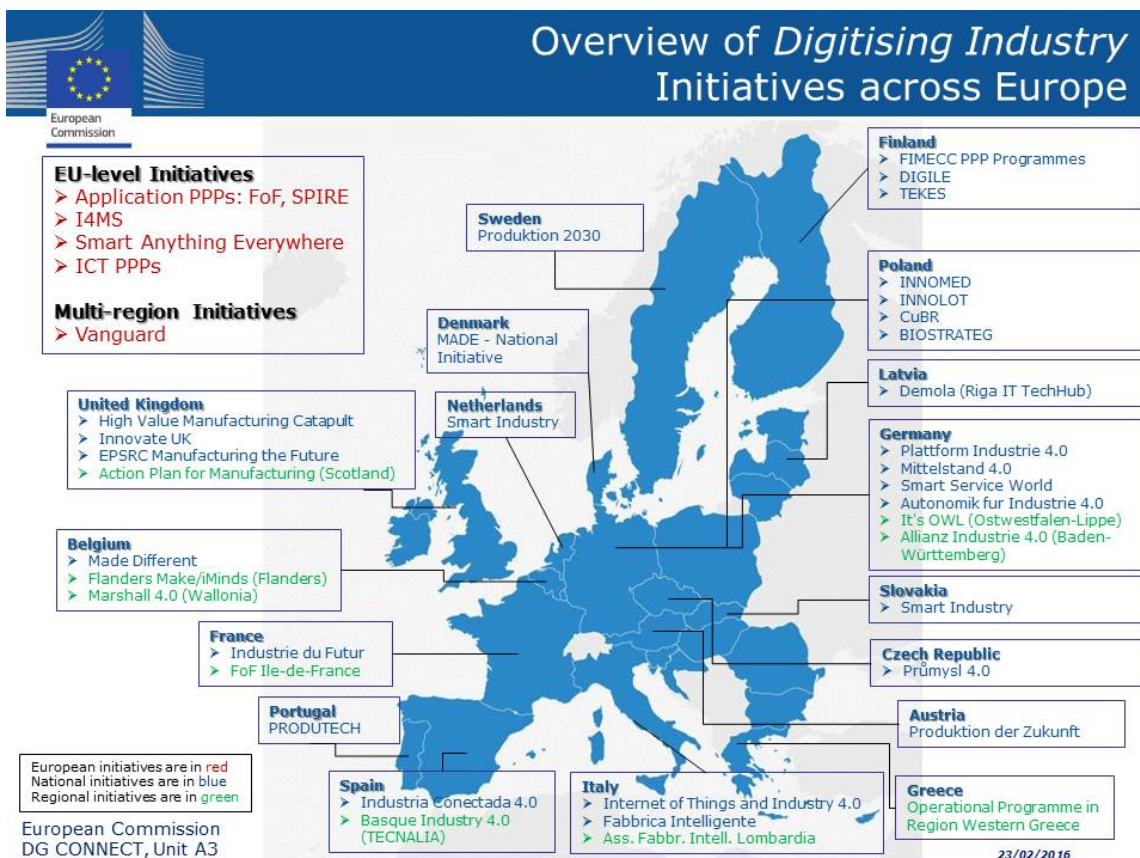 Overview of Digitising Industry
Initiatives across Europe
European
Commission
EU-level Initiatives
➢ Application PPPs: FoF, SPIRE
➢ I4MS
➢ Smart Anything Everywhere
➢ ICT PPPs
Multi-region Initiatives
➢ Vanguard
Finland
➢ FIMECC PPP Programmes
➢ DIGILE
➢ TEKES
Sweden
Produktion 2030
Poland
➢ INNOMED
➢ INNOLOT
➢ CuBR
➢ BIOSTRATEG
Denmark
MADE - National
Initiative
Latvia
➢ Demola (Riga IT TechHub)
United Kingdom
➢ High Value Manufacturing Catapult
➢ Innovate UK
➢ EPSRC Manufacturing the Future
➢ Action Plan for Manufacturing (Scotland)
Netherlands
Smart Industry
Germany
➢ Plattform Industrie 4.0
➢ Mittelstand 4.0
➢ Smart Service World
➢ Autonomik fur Industrie 4.0
➢ It's OWL (Ostwestfalen-Lippe)
➢ Allianz Industrie 4.0 (Baden-
Württemberg)
Belgium
➢ Made Different
➢ Flanders Make/iMinds (Flanders)
➢ Marshall 4.0 (Wallonia)
Slovakia
➢ Smart Industry
France
➢ Industrie du Futur
➢ FoF Ile-de-France
Czech Republic
➢ Průmysl 4.0
Portugal
PRODUTECH
Austria
Produktion der Zukunft
European initiatives are in red
National initiatives are in blue
Regional initiatives are in green
Spain
➢ Industria Conectada 4.0
➢ Basque Industry 4.0
(TECNALIA)
Italy
➢ Internet of Things and Industry 4.0
➢ Fabbrica Intelligente
➢ Ass. Fabbr. Intell. Lombardia
Greece
Operational Programme in
Region Western Greece
European Commission
DG CONNECT, Unit A3
23/02/2016